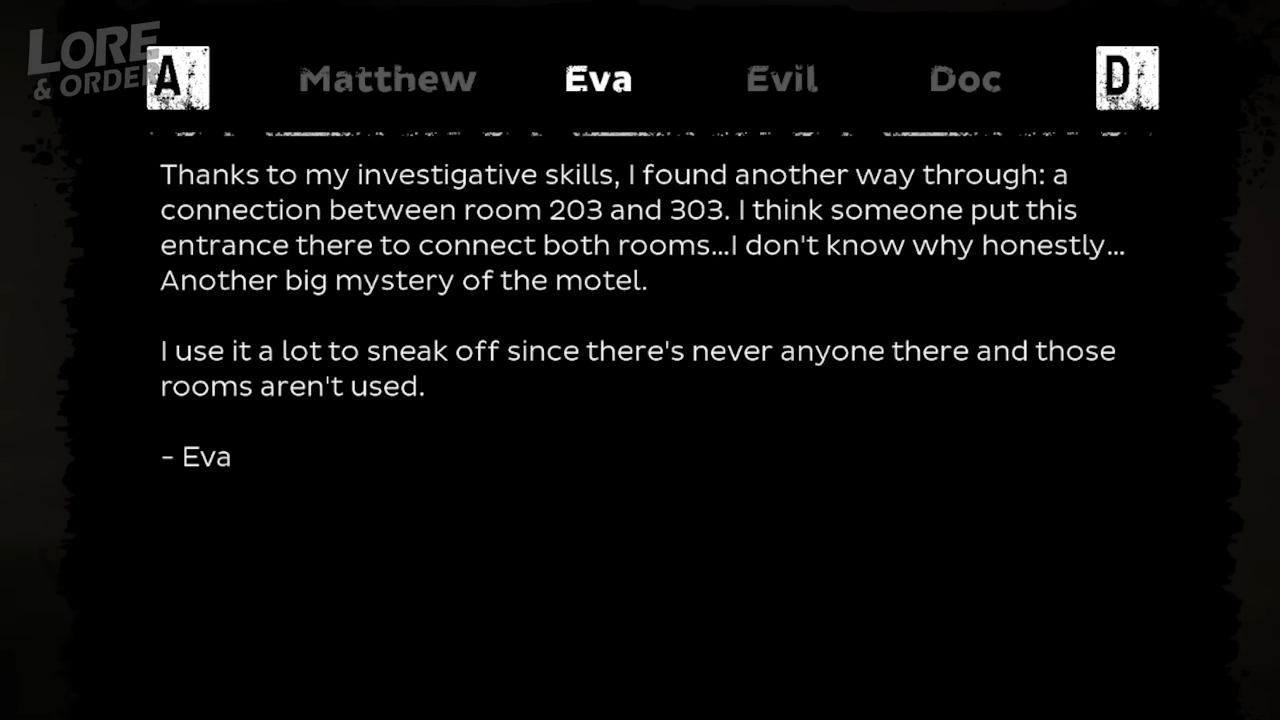 LORE
& ORDER
A Matthew Eva Evil Doc D
Thanks to my investigative skills, I found another way through: a
connection between room 203 and 303. I think someone put this
entrance there to connect both rooms...I don't know why honestly...
Another big mystery of the motel.
I use it a lot to sneak off since there's never anyone there and those
rooms aren't used.
- Eva